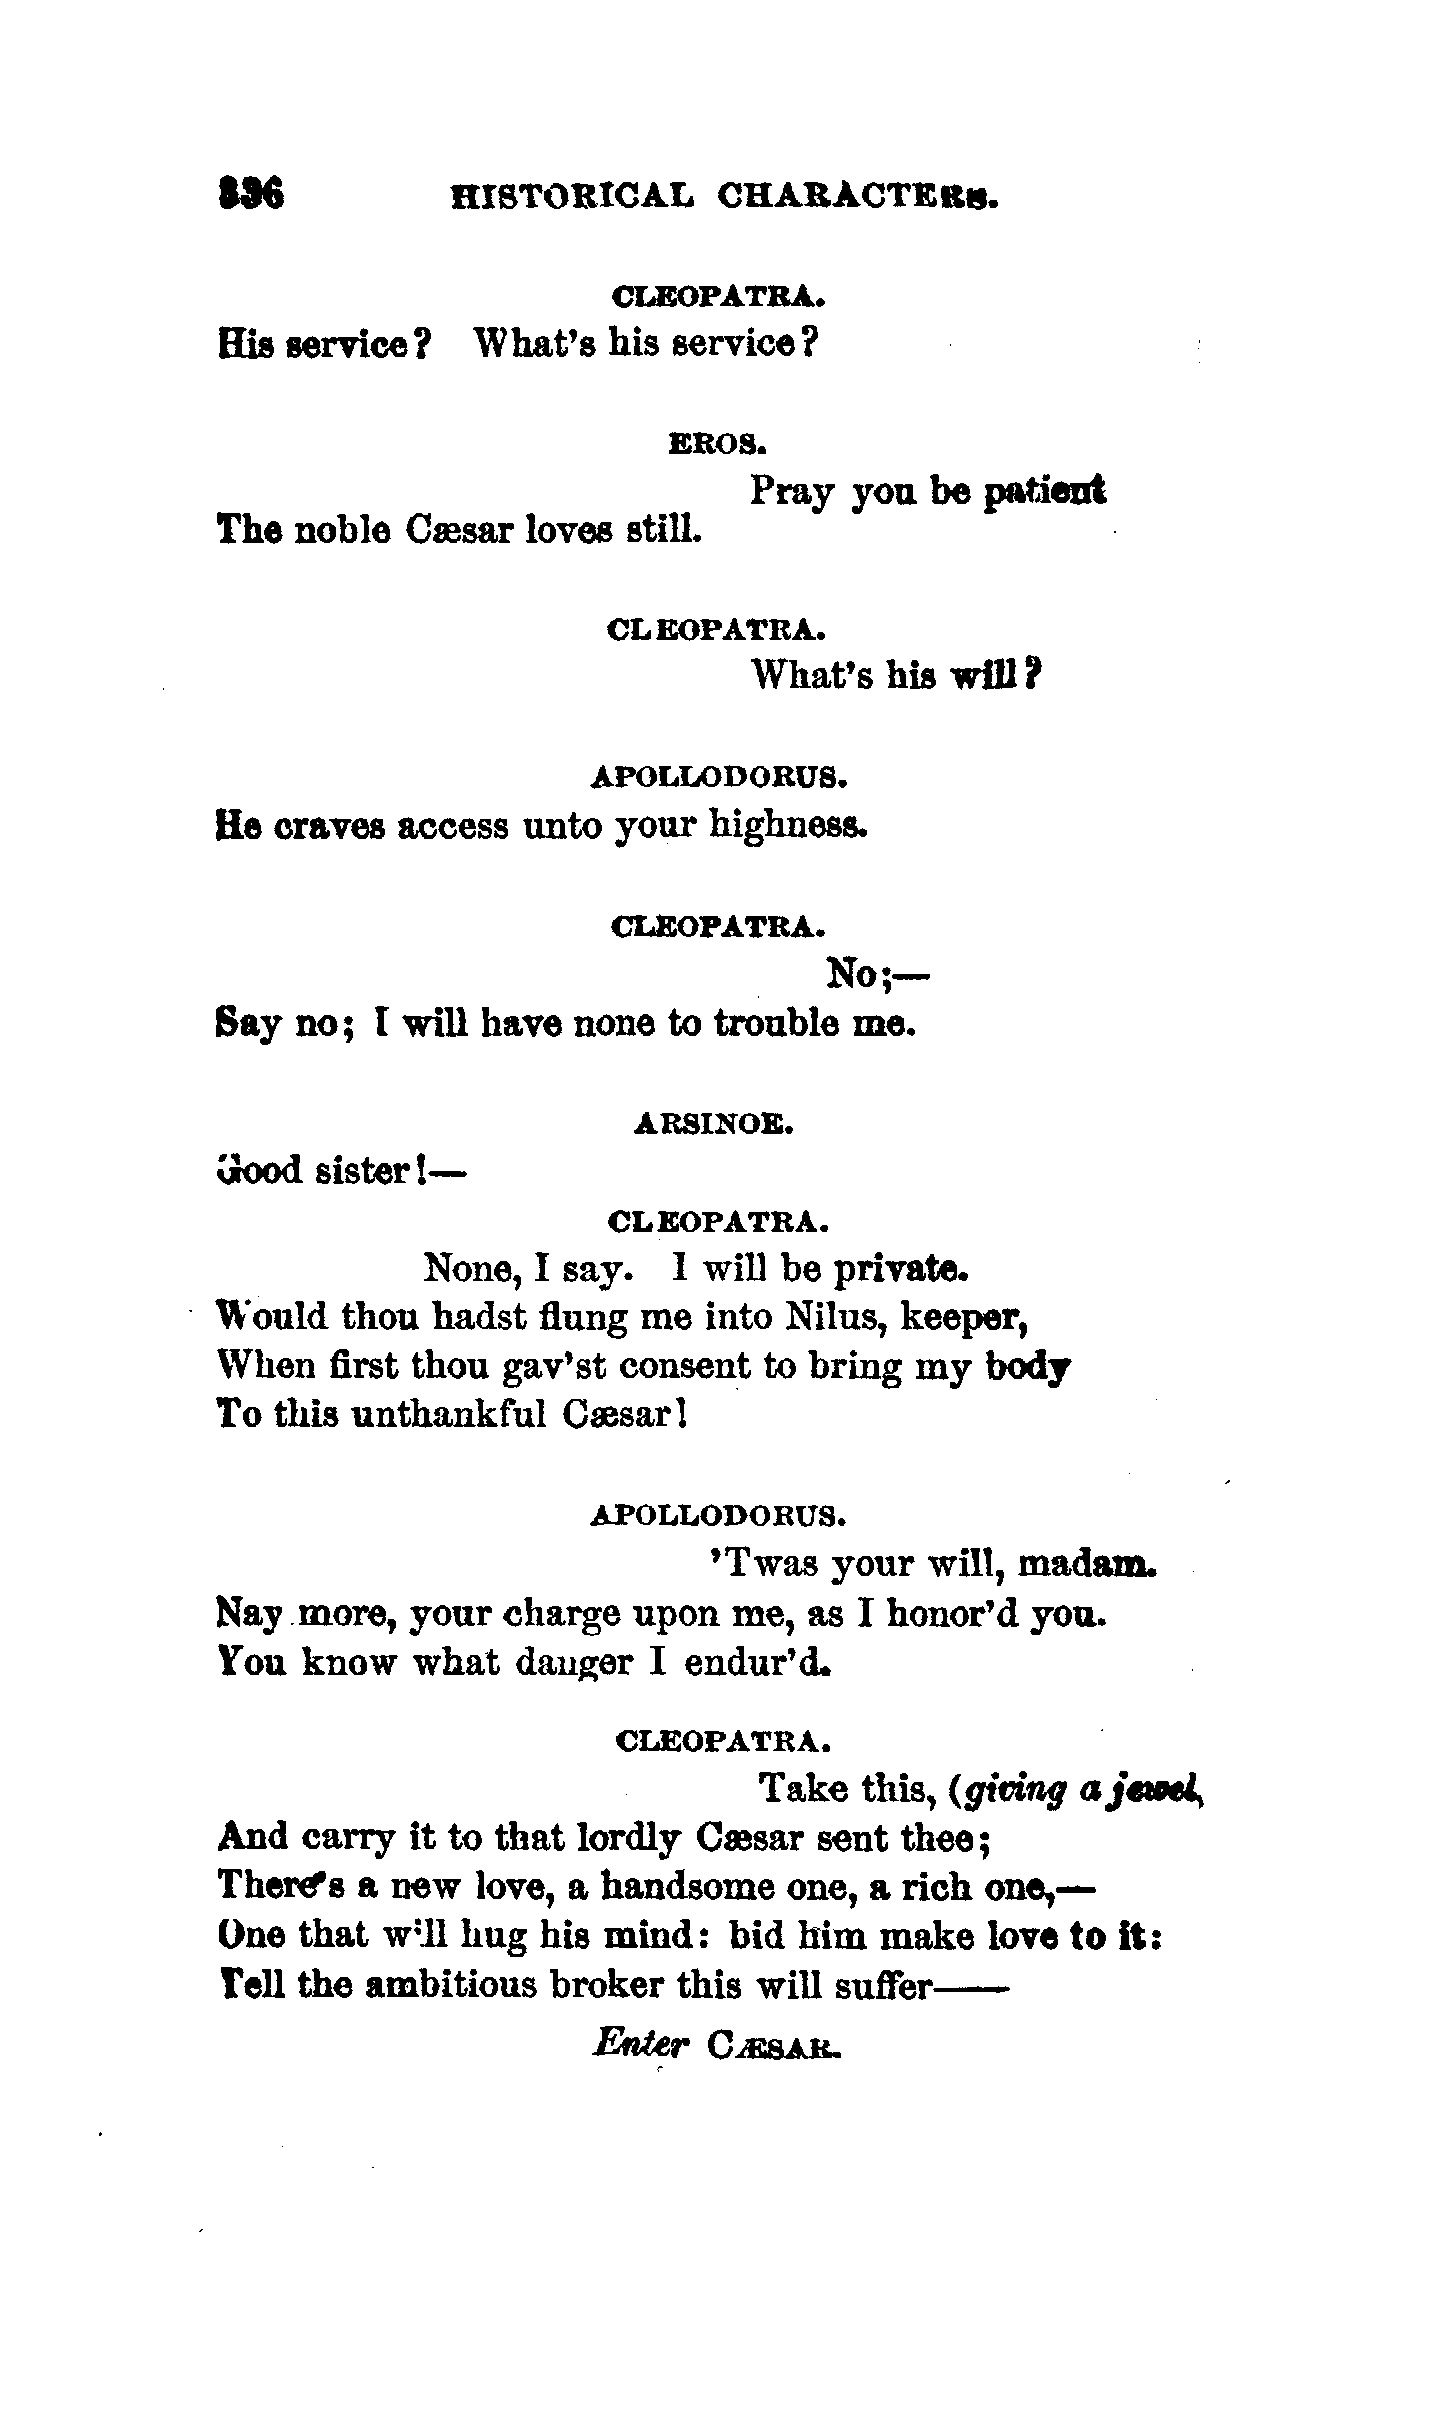 336 HISTORICAL CHARACTERS.
CLEOPATRA.
His service? What's his service?
EROS.
Pray you be patient
The noble Cæsar loves still.
CLEOPATRA.
What's his will?
APOLLODORUS.
He craves access unto your highness.
CLEOPATRA.
No;—
Say no; I will have none to trouble me.
ARSINOE.
Good sister!—
CLEOPATRA.
None, I say. I will be private.
Would thou hadst flung me into Nilus, keeper,
When first thou gav'st consent to bring my body
To this unthankful Cæsar!
APOLLODORUS.
'Twas your will, madam.
Nay more, your charge upon me, as I honor'd you.
You know what danger I endur'd.
CLEOPATRA.
Take this, (giving a jewel,
And carry it to that lordly Cæsar sent thee;
There's a new love, a handsome one, a rich one,—
One that will hug his mind: bid him make love to it:
Tell the ambitious broker this will suffer——
Enter CÆSAR.